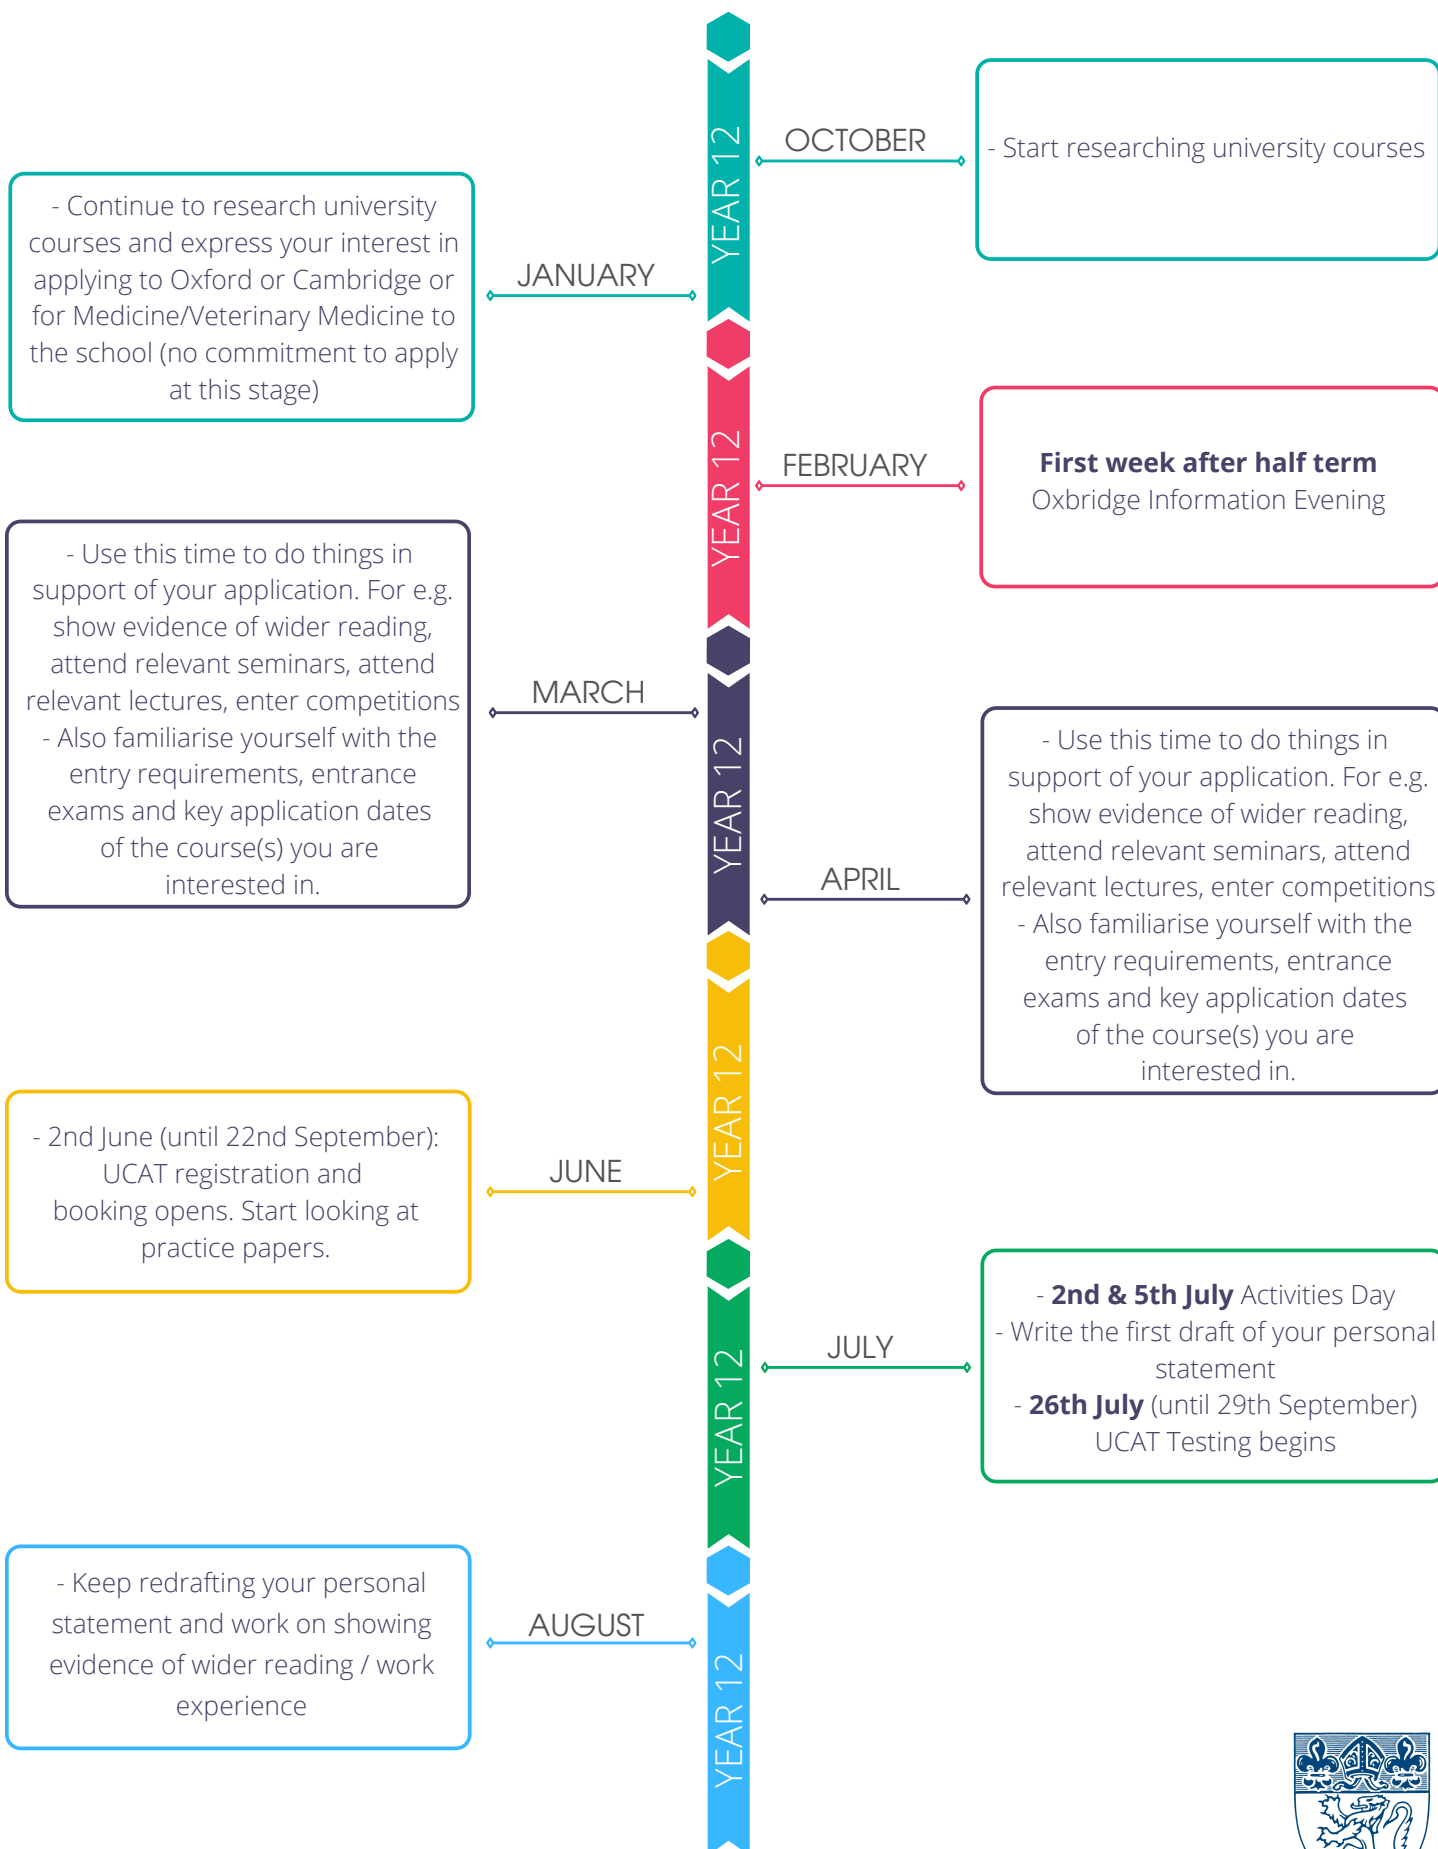 YEAR 12
OCTOBER
- Start researching university courses
- Continue to research university
courses and express your interest in
applying to Oxford or Cambridge or
for Medicine/Veterinary Medicine to
the school (no commitment to apply
at this stage)
JANUARY
YEAR 12
FEBRUARY
First week after half term
Oxbridge Information Evening
- Use this time to do things in
support of your application. For e.g.
show evidence of wider reading,
attend relevant seminars, attend
relevant lectures, enter competitions
- Also familiarise yourself with the
entry requirements, entrance
exams and key application dates
of the course(s) you are
interested in.
MARCH
YEAR 12
APRIL
- Use this time to do things in
support of your application. For e.g.
show evidence of wider reading,
attend relevant seminars, attend
relevant lectures, enter competitions
- Also familiarise yourself with the
entry requirements, entrance
exams and key application dates
of the course(s) you are
interested in.
- 2nd June (until 22nd September):
UCAT registration and
booking opens. Start looking at
practice papers.
JUNE
YEAR 12
YEAR 12
JULY
- 2nd & 5th July Activities Day
- Write the first draft of your personal
statement
- 26th July (until 29th September)
UCAT Testing begins
- Keep redrafting your personal
statement and work on showing
evidence of wider reading / work
experience
AUGUST
YEAR 12